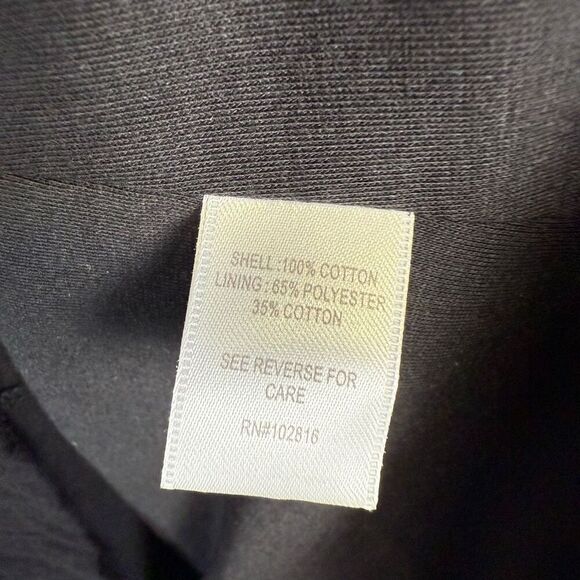 SHELL :100% COTTON
LINING : 65% POLYESTER
35% COTTON
SEE REVERSE FOR
CARE
RN#102816